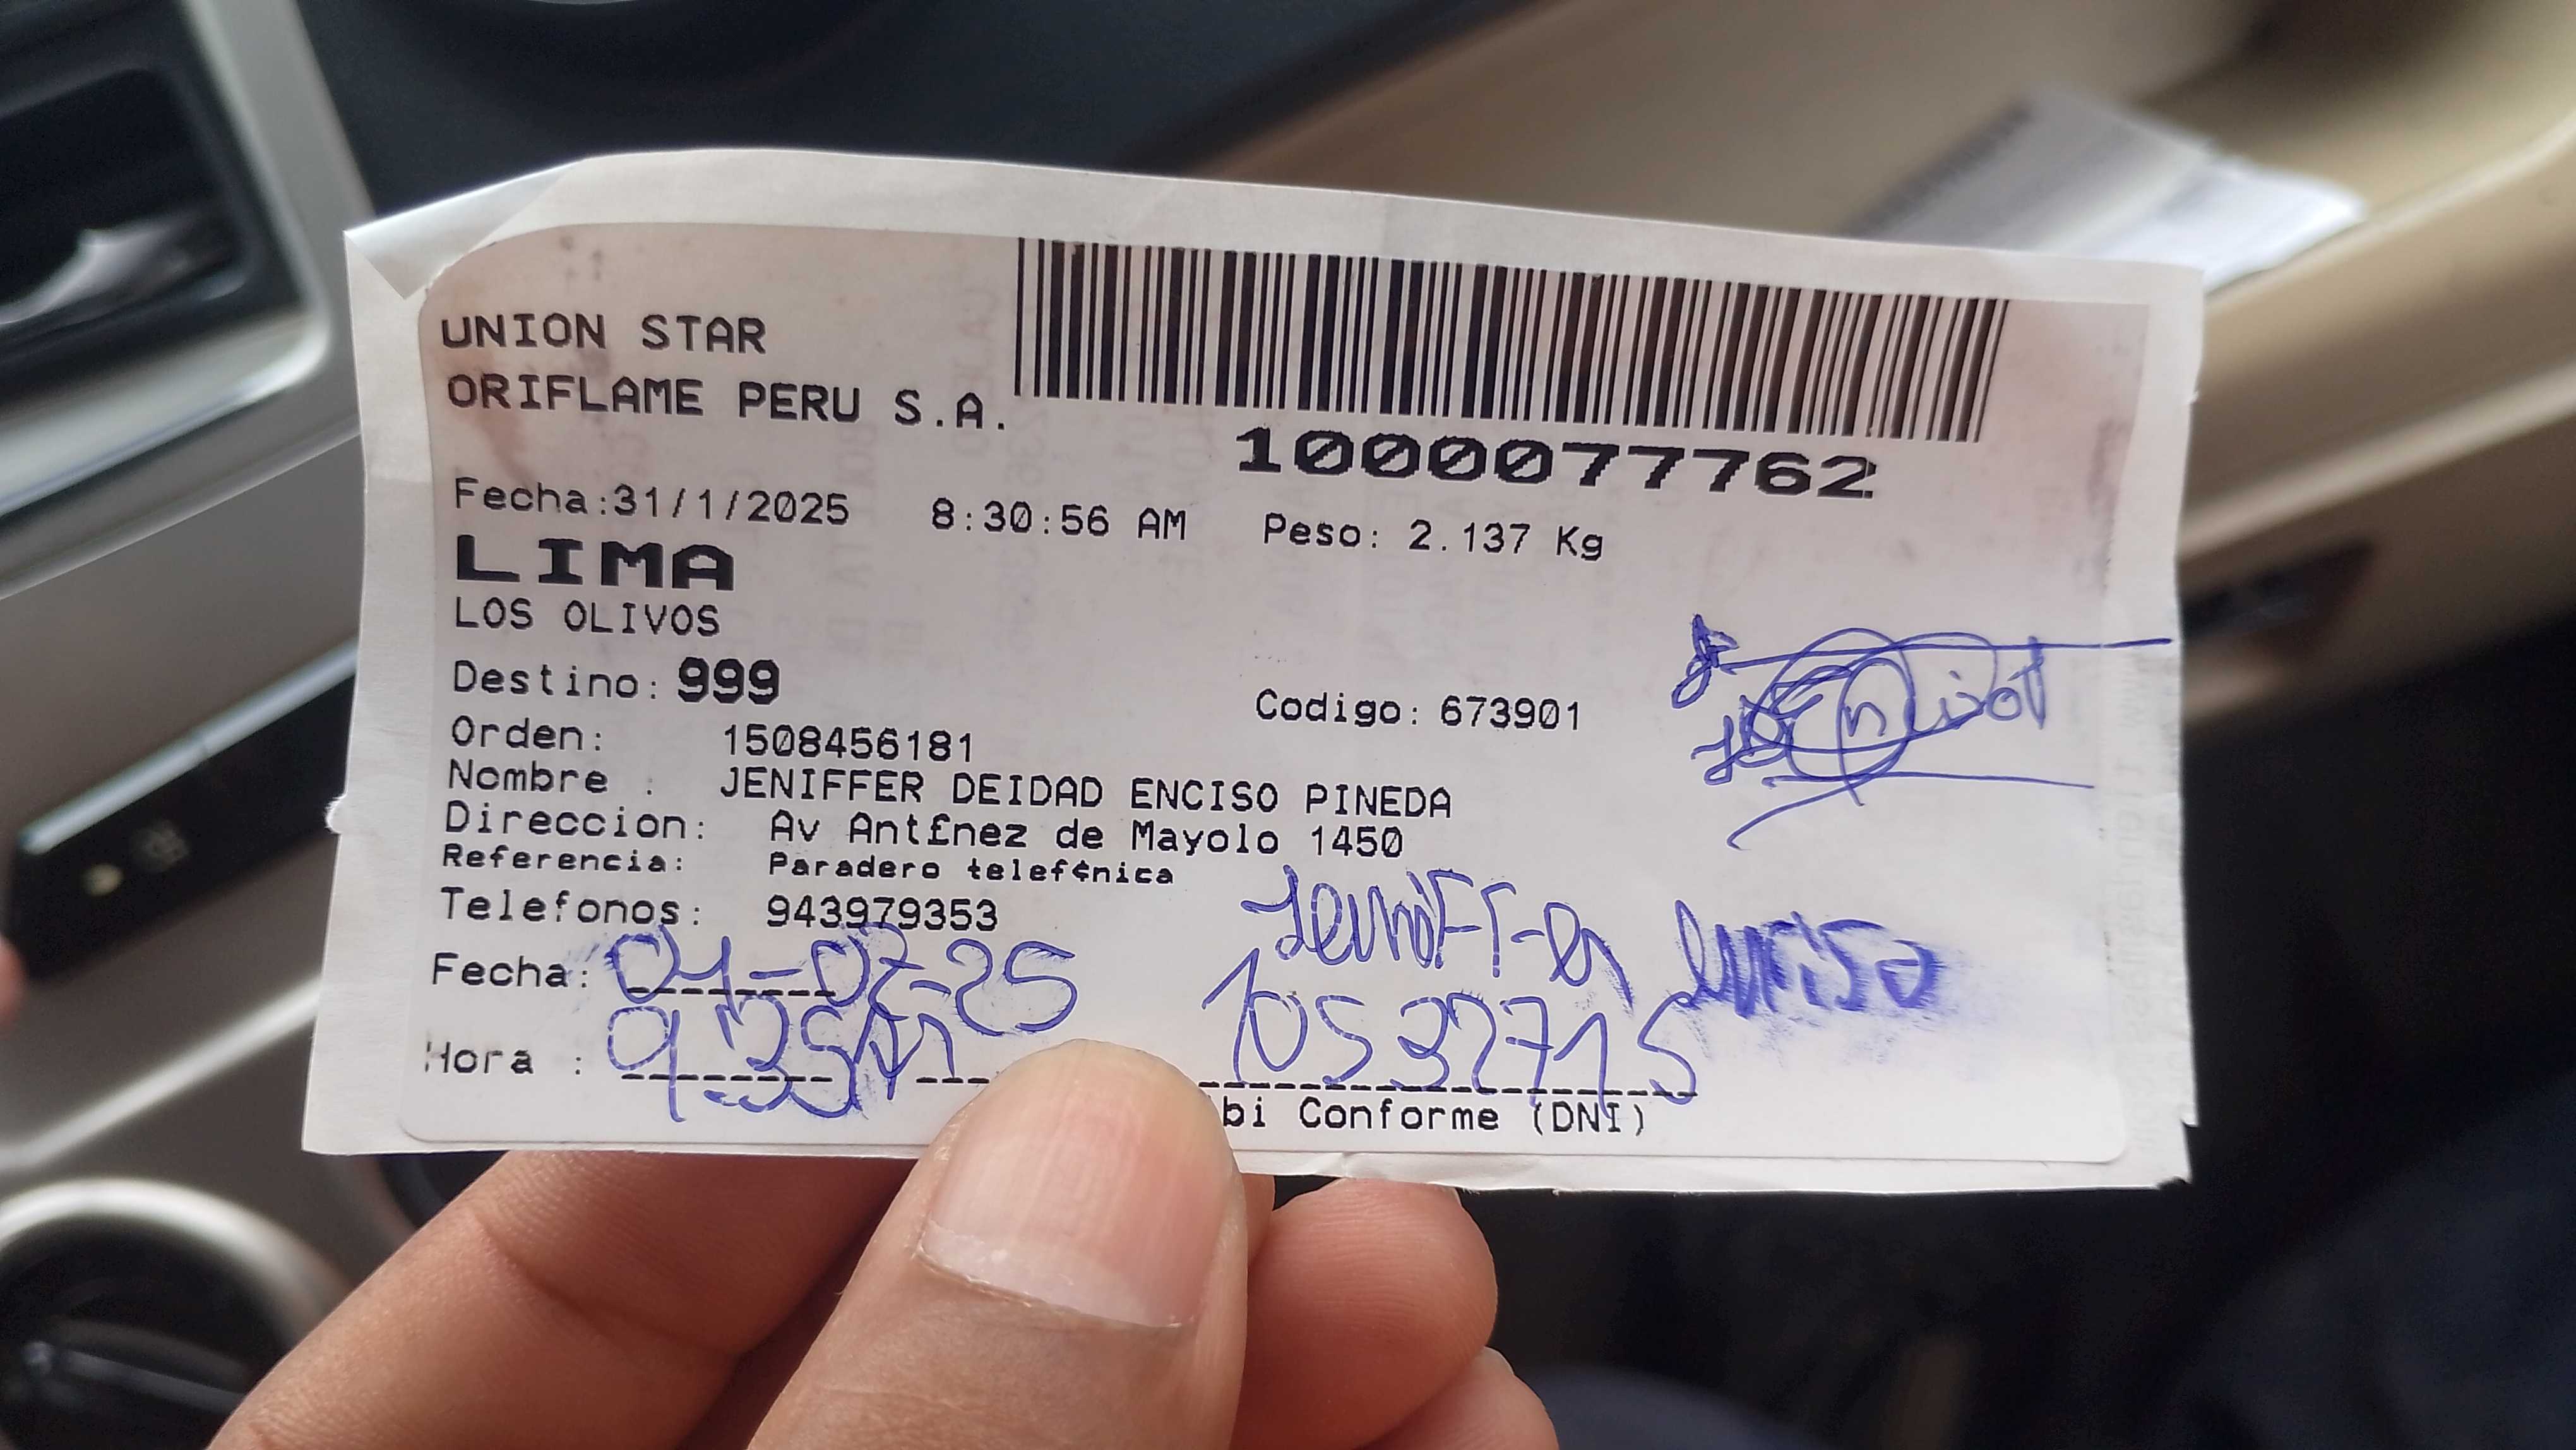 UNION STAR
ORIFLAME PERU S.A.
1000077762
Fecha:31/1/2025 8:30:56 AM Peso: 2.137 Kg
LIMA
LOS OLIVOS
Destino: 999 Codigo: 673901
Orden: 1508456181
Nombre : JENIFFER DEIDAD ENCISO PINEDA
Direccion: Av Ant£nez de Mayolo 1450
Referencia: Paradero telef¢nica
Telefonos: 943979353
Jeniffer Enciso
Fecha: 04-02-25
Hora :
bi Conforme (DNI)